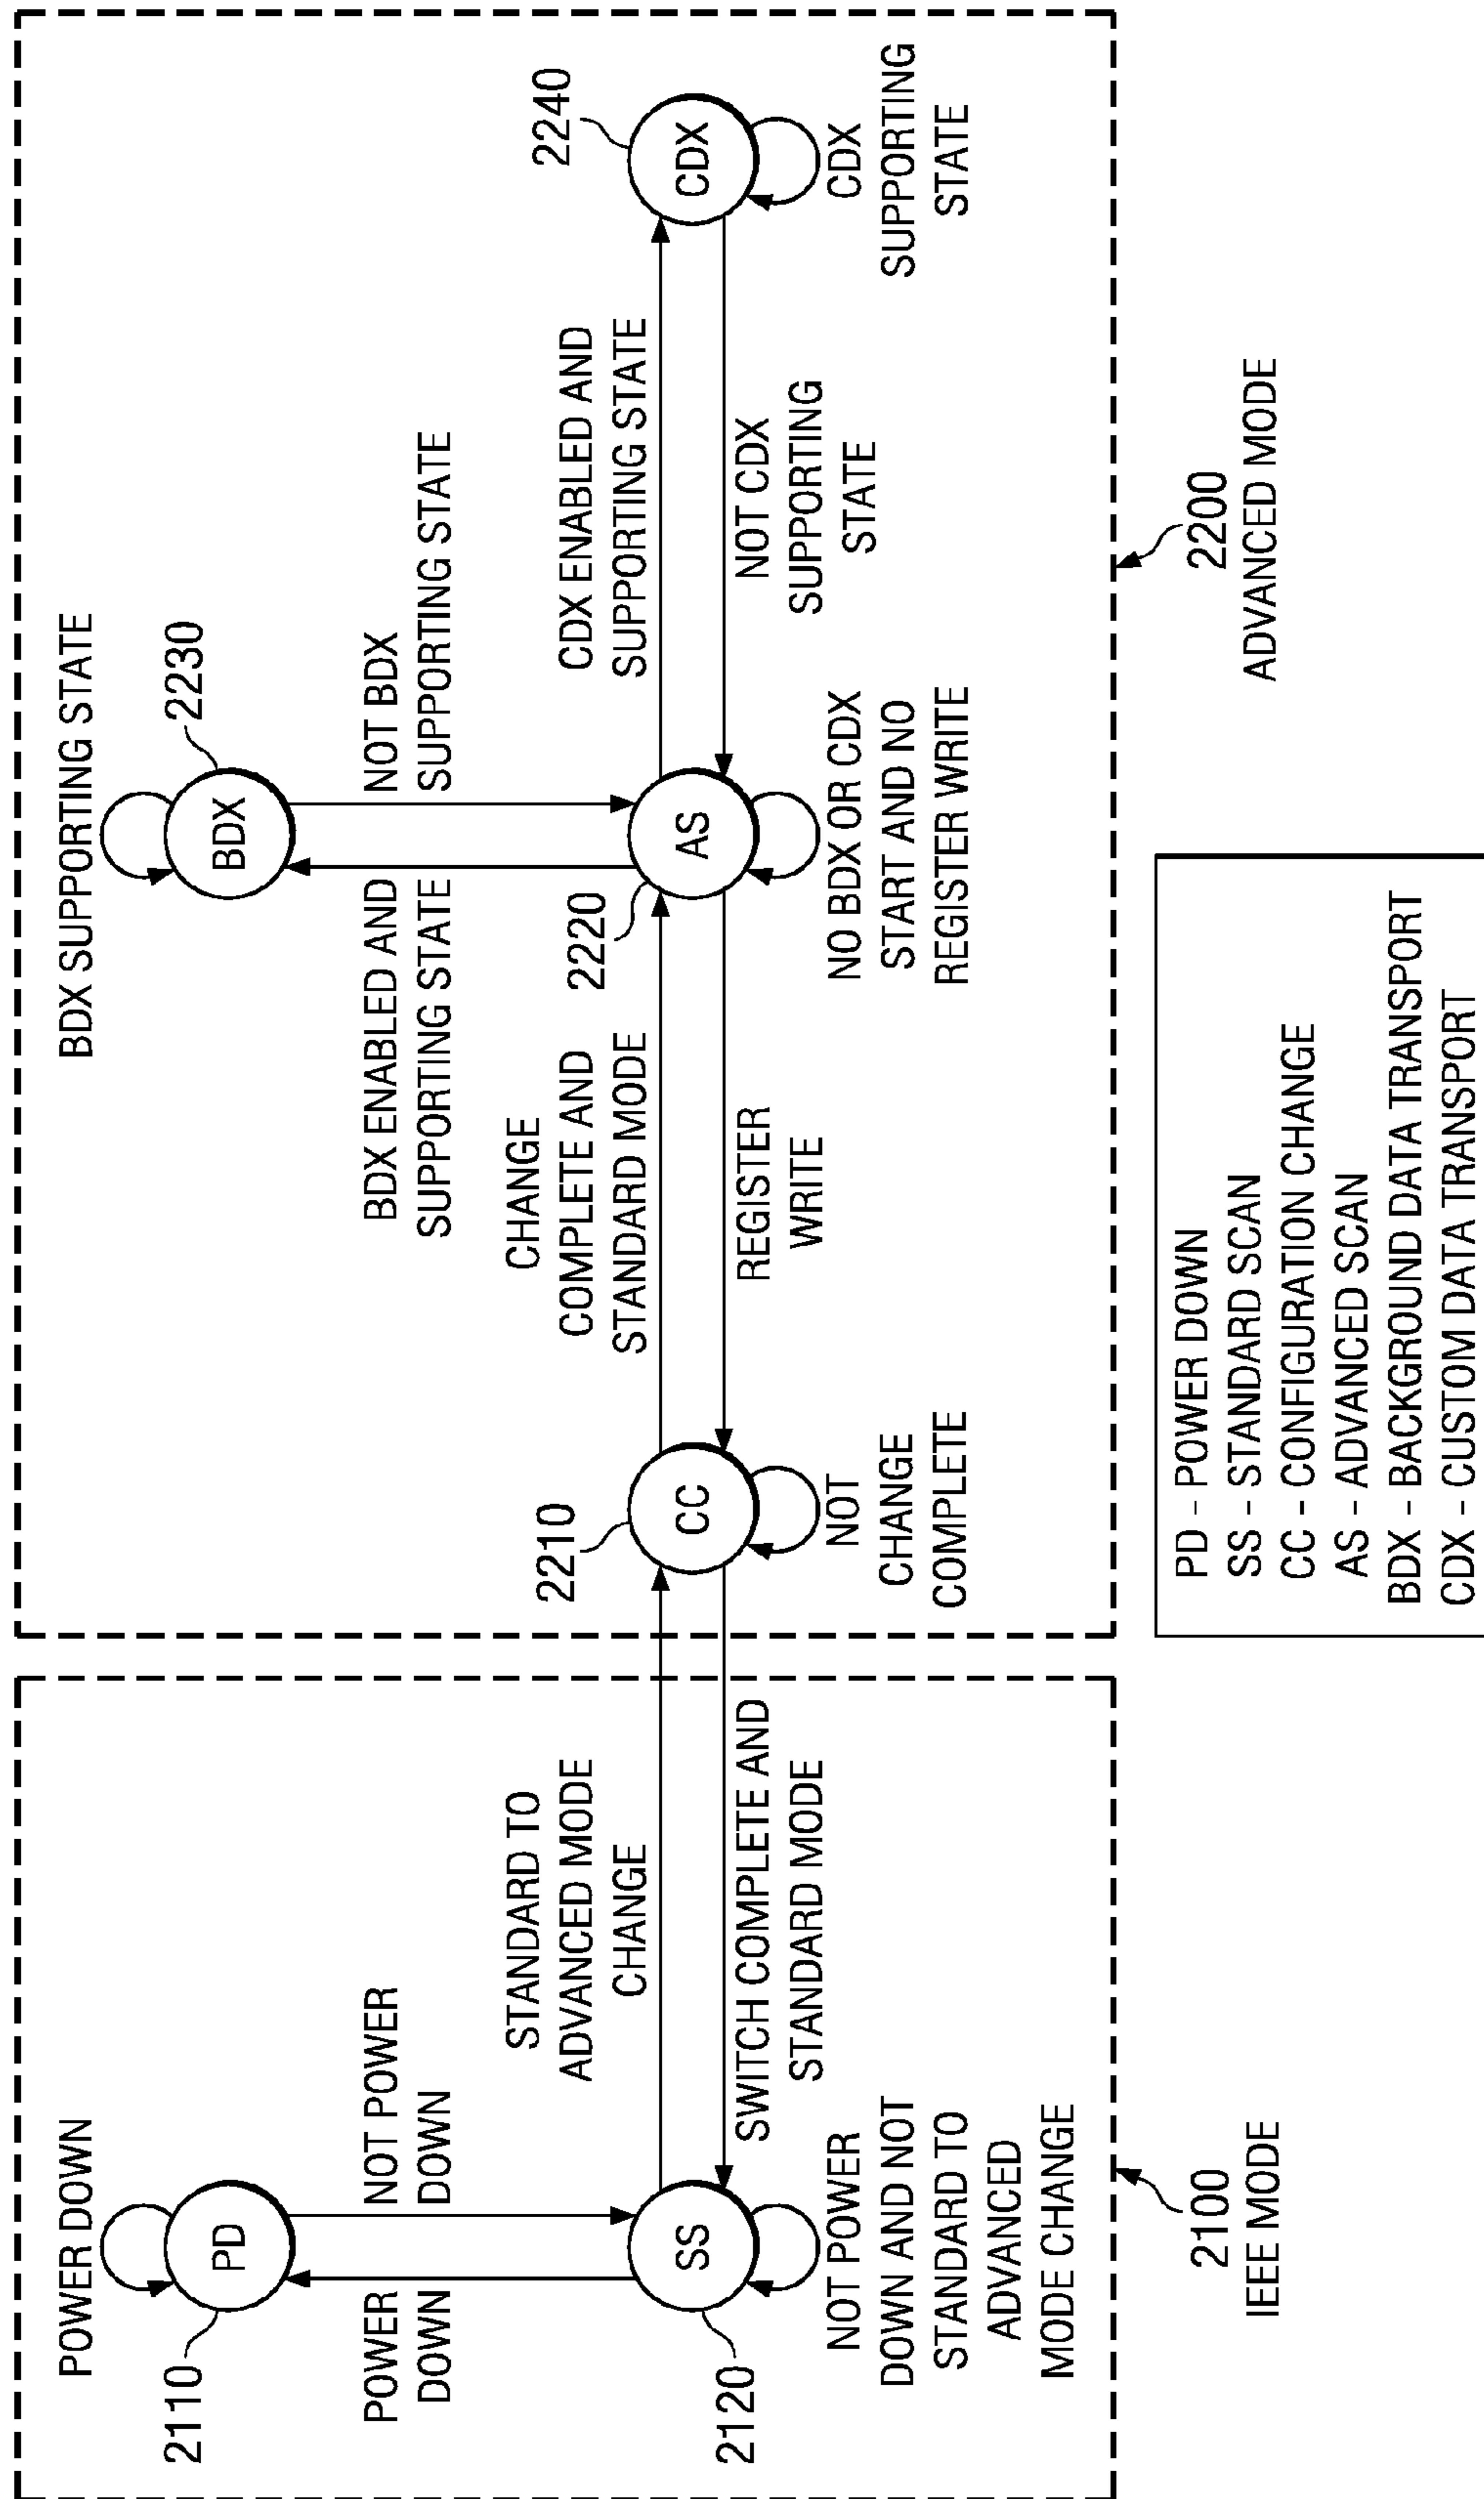 POWER DOWN
2110
PD
POWER
DOWN
NOT POWER
DOWN
2120
SS
NOT POWER
DOWN AND NOT
STANDARD TO
ADVANCED
MODE CHANGE
STANDARD TO
ADVANCED MODE
CHANGE
SWITCH COMPLETE AND
STANDARD MODE
2100
IEEE MODE
2210
CC
NOT
CHANGE
COMPLETE
CHANGE
COMPLETE AND
STANDARD MODE
REGISTER
WRITE
BDX SUPPORTING STATE
2230
BDX
BDX ENABLED AND
SUPPORTING STATE
NOT BDX
SUPPORTING STATE
2220
AS
NO BDX OR CDX
START AND NO
REGISTER WRITE
CDX ENABLED AND
SUPPORTING STATE
NOT CDX
SUPPORTING
STATE
2240
CDX
CDX
SUPPORTING
STATE
2200
ADVANCED MODE
PD - POWER DOWN
SS - STANDARD SCAN
CC - CONFIGURATION CHANGE
AS - ADVANCED SCAN
BDX - BACKGROUND DATA TRANSPORT
CDX - CUSTOM DATA TRANSPORT